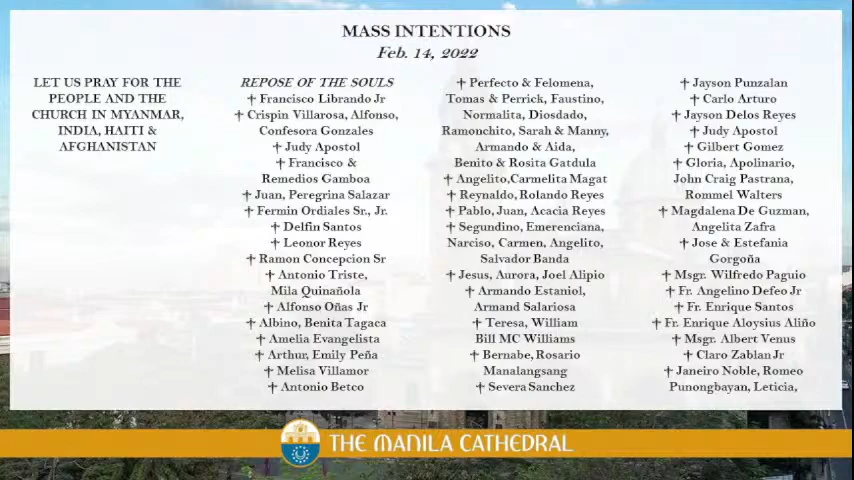 MASS INTENTIONS
Feb. 14, 2022
LET US PRAY FOR THE
PEOPLE AND THE
CHURCH IN MYANMAR,
INDIA, HAITI &
AFGHANISTAN
REPOSE OF THE SOULS
✝ Francisco Librando Jr
✝ Crispin Villarosa, Alfonso,
Confesora Gonzales
✝ Judy Apostol
✝ Francisco &
Remedios Gamboa
✝ Juan, Peregrina Salazar
✝ Fermin Ordiales Sr., Jr.
✝ Delfin Santos
✝ Leonor Reyes
✝ Ramon Concepcion Sr
✝ Antonio Triste,
Mila Quinañola
✝ Alfonso Oñas Jr
✝ Albino, Benita Tagaca
✝ Amelia Evangelista
✝ Arthur, Emily Peña
✝ Melisa Villamor
✝ Antonio Betco
✝ Perfecto & Felomena,
Tomas & Perrick, Faustino,
Normalita, Diosdado,
Ramonchito, Sarah & Manny,
Armando & Aida,
Benito & Rosita Gatdula
✝ Angelito,Carmelita Magat
✝ Reynaldo, Rolando Reyes
✝ Pablo, Juan, Acacia Reyes
✝ Segundino, Emerenciana,
Narciso, Carmen, Angelito,
Salvador Banda
✝ Jesus, Aurora, Joel Alipio
✝ Armando Estaniol,
Armand Salariosa
✝ Teresa, William
Bill MC Williams
✝ Bernabe, Rosario
Manalangsang
✝ Severa Sanchez
✝ Jayson Punzalan
✝ Carlo Arturo
✝ Jayson Delos Reyes
✝ Judy Apostol
✝ Gilbert Gomez
✝ Gloria, Apolinario,
John Craig Pastrana,
Rommel Walters
✝ Magdalena De Guzman,
Angelita Zafra
✝ Jose & Estefania
Gorgoña
✝ Msgr. Wilfredo Paguio
✝ Fr. Angelino Defeo Jr
✝ Fr. Enrique Santos
✝ Fr. Enrique Aloysius Aliño
✝ Msgr. Albert Venus
✝ Claro Zablan Jr
✝ Janeiro Noble, Romeo
Punongbayan, Leticia,
THE MANILA CATHEDRAL